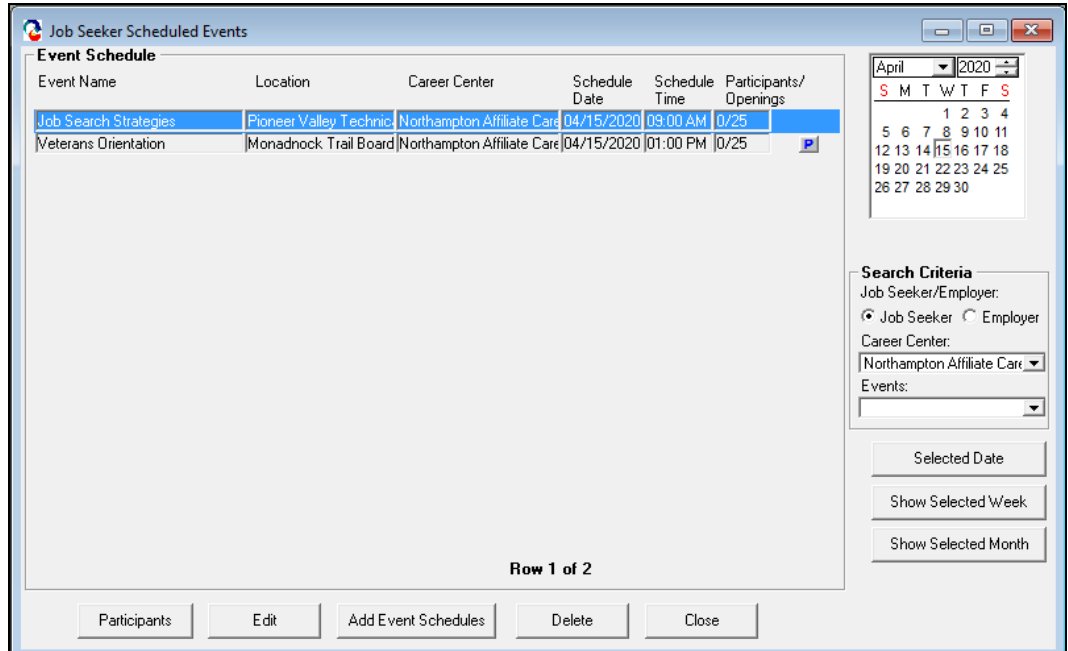 Job Seeker Scheduled Events
Event Schedule
Event Name Location Career Center Schedule Date Schedule Time Participants/ Openings
Job Search Strategies Pioneer Valley Technic Northampton Affiliate Care 04/15/2020 09:00 AM 0/25
Veterans Orientation Monadnock Trail Board Northampton Affiliate Care 04/15/2020 01:00 PM 0/25 P
Row 1 of 2
Participants Edit Add Event Schedules Delete Close
April 2020
S M T W T F S
1 2 3 4
5 6 7 8 9 10 11
12 13 14 15 16 17 18
19 20 21 22 23 24 25
26 27 28 29 30
Search Criteria
Job Seeker/Employer:
Job Seeker Employer
Career Center:
Northampton Affiliate Care
Events:
Selected Date
Show Selected Week
Show Selected Month